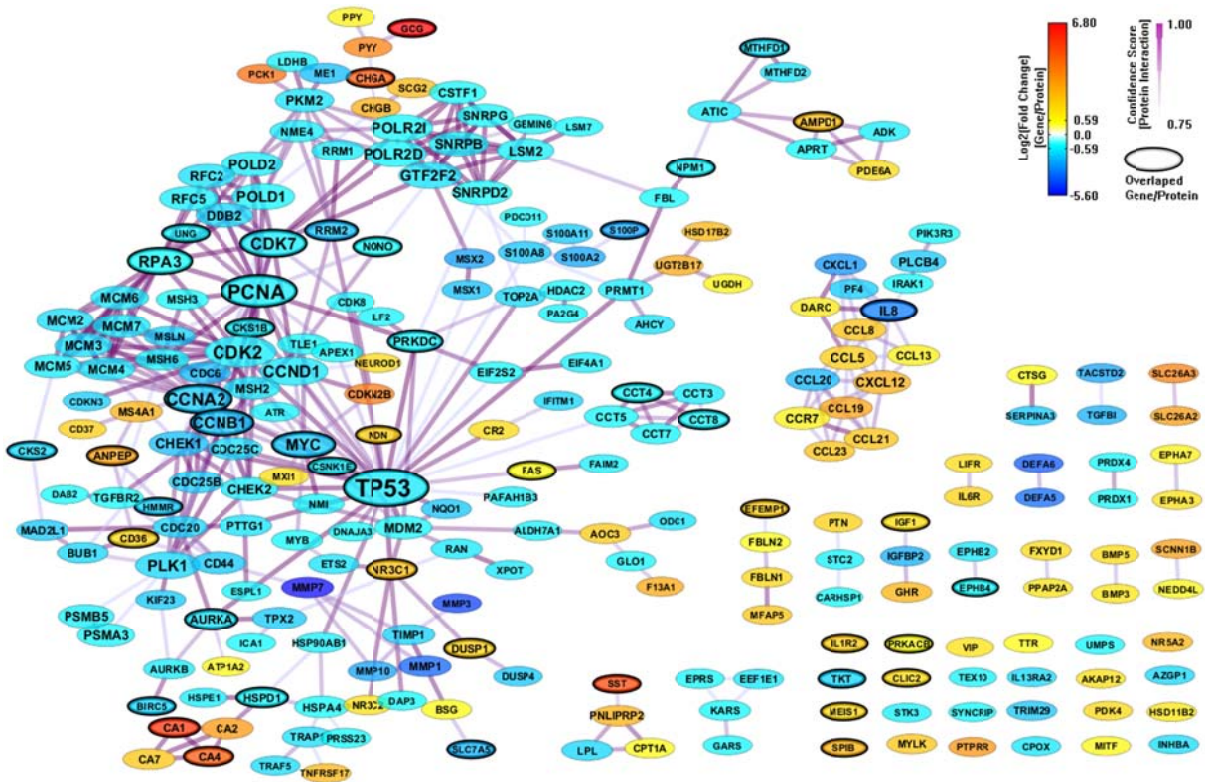 PPY
GCG
PYY
LDHB
ME1
PCK1
CHGA
SCG2
CHGB
PKM2
CSTF1
SNRPG
GEMIN6
LSM7
NME4
POLR2I
RRM1
SNRPB
LSM2
POLR2D
GTF2F2
SNRPD2
POLD2
RFC2
RFC5
POLD1
DDB2
UNG
CDK7
RRM2
NONO
RPA3
PCNA
MTHFD1
MTHFD2
ATIC
AMPD1
ADK
APRT
PDE6A
NPM1
FBL
6.80
0.59
0.0
-0.59
-5.60
Log2[Fold Change]
[Gene/Protein]
1.00
0.75
Confidence Score
[Protein Interaction]
Overlaped
Gene/Protein
PDCD11
S100A11
S100P
S100A8
S100A2
MSX2
MSX1
HSD17B2
UGT2B17
UGDH
TOP2A
HDAC2
PA2G4
PRMT1
AHCY
PIK3R3
CXCL1
PLCB4
PF4
IRAK1
DARC
IL8
CCL8
CCL5
CCL13
CCL20
CXCL12
CCL19
CCR7
CCL21
CCL23
MCM6
MSH3
MCM2
MCM7
MSLN
CKS1B
CDK8
MCM3
MSH6
CDK2
TLE1
APEX1
PRKDC
MCM5
MCM4
CDC6
CCND1
NEUROD1
EIF2S2
EIF4A1
MSH2
CDKN3
CCNA2
CDKN2B
IFITM1
MS4A1
ATR
CD37
CCNB1
CCT4
CCT3
CCT5
CCT8
CCT7
CR2
CHEK1
CDC25C
MYC
CKS2
ANPEP
CSNK1E
CDC25B
MXI1
FAIM2
CHEK2
TP53
PAFAH1B3
TGFBR2
HMMR
NMI
NQO1
MAD2L1
CDC20
PTTG1
DNAJA3
MDM2
ALDH7A1
AOC3
CD36
MYB
BUB1
RAN
GLO1
CD44
ETS2
NR3C1
XPOT
F13A1
PLK1
MMP7
ESPL1
KIF23
MMP3
PSMB5
AURKA
TPX2
PSMA3
ICA1
HSP90AB1
TIMP1
DUSP1
AURKB
ATP1A2
MMP10
MMP1
DUSP4
HSPE1
HSPD1
BIRC5
HSPA4
DAP3
BSG
CA1
CA2
PRSS23
SLC7A5
CA7
CA4
TRAF5
TNFRSF17
SST
PNLIPRP2
LPL
CPT1A
EPRS
EEF1E1
KARS
GARS
CTSG
TACSTD2
SLC26A3
SERPINA3
TGFBI
SLC26A2
LIFR
DEFA6
PRDX4
EPHA7
IL6R
DEFA5
PRDX1
EPHA3
EFEMP1
PTN
IGF1
FBLN2
STC2
IGFBP2
EPHB2
FXYD1
BMP5
SCNN1B
FBLN1
CARHSP1
GHR
EPHB4
PPAP2A
BMP3
NEDD4L
MFAP5
IL1R2
PRKACB
VIP
TTR
UMPS
NR5A2
TKT
CLIC2
TEX10
IL13RA2
AKAP12
AZGP1
MEIS1
STK3
SYNCRIP
TRIM29
PDK4
HSD11B2
SPIB
MYLK
PTPRR
CPOX
MITF
INHBA